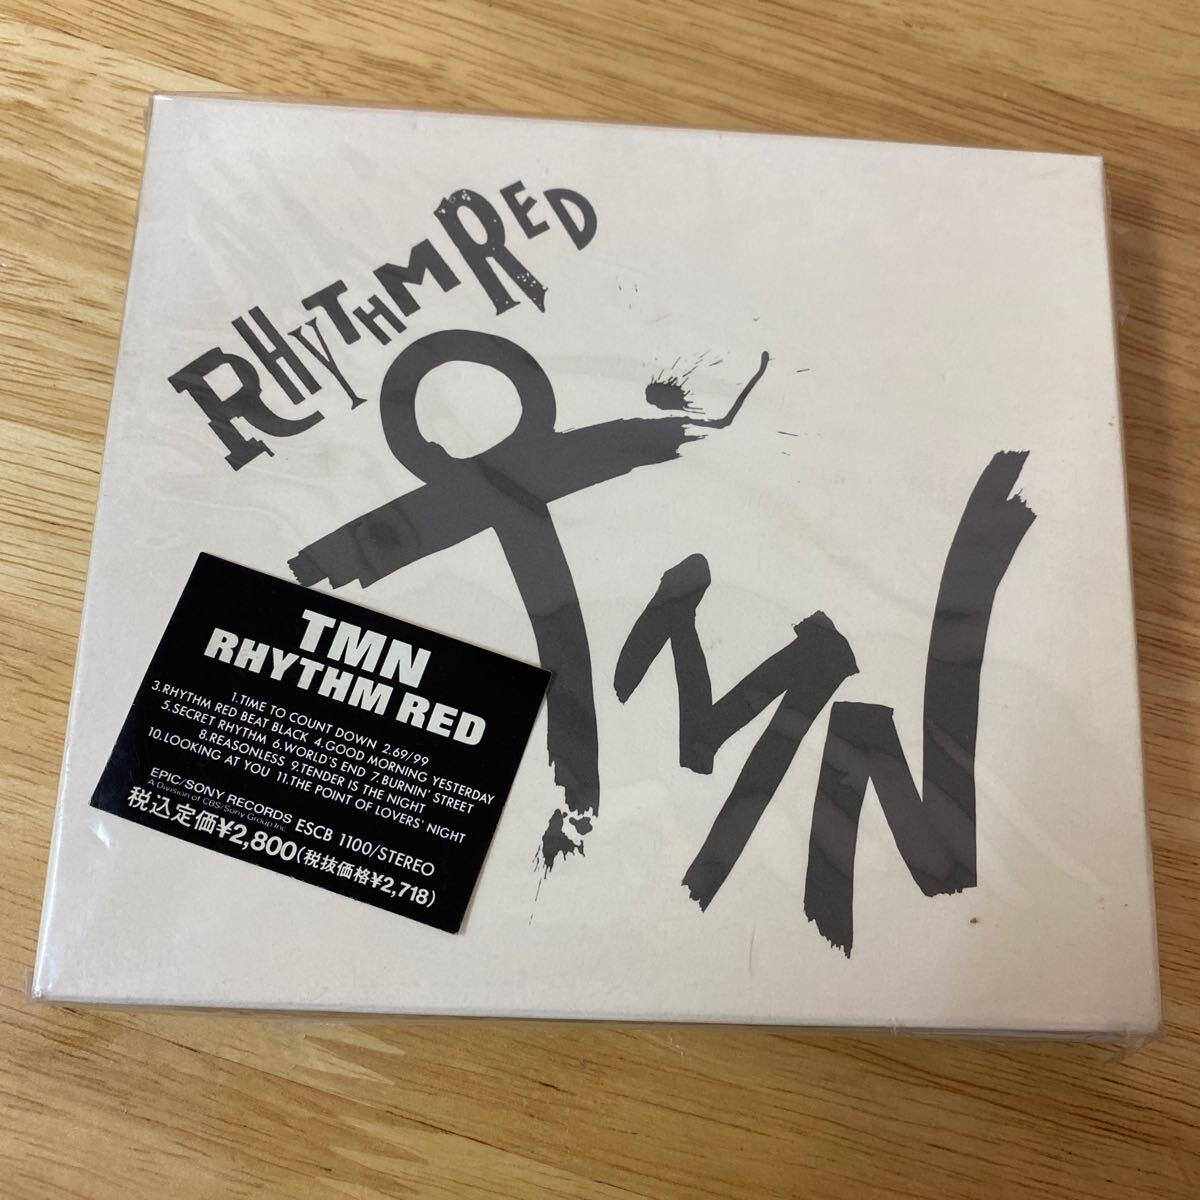 RHYTHM RED
TMN
TMN
RHYTHM RED
1.TIME TO COUNT DOWN 2.69/99
3.RHYTHM RED BEAT BLACK 4.GOOD MORNING YESTERDAY
5.SECRET RHYTHM 6.WORLD'S END 7.BURNIN' STREET
8.REASONLESS 9.TENDER IS THE NIGHT
10.LOOKING AT YOU 11.THE POINT OF LOVERS' NIGHT
EPIC/SONY RECORDS ESCB 1100/STEREO
A Division of CBS/Sony Group Inc.
税込定価¥2,800(税抜価格¥2,718)